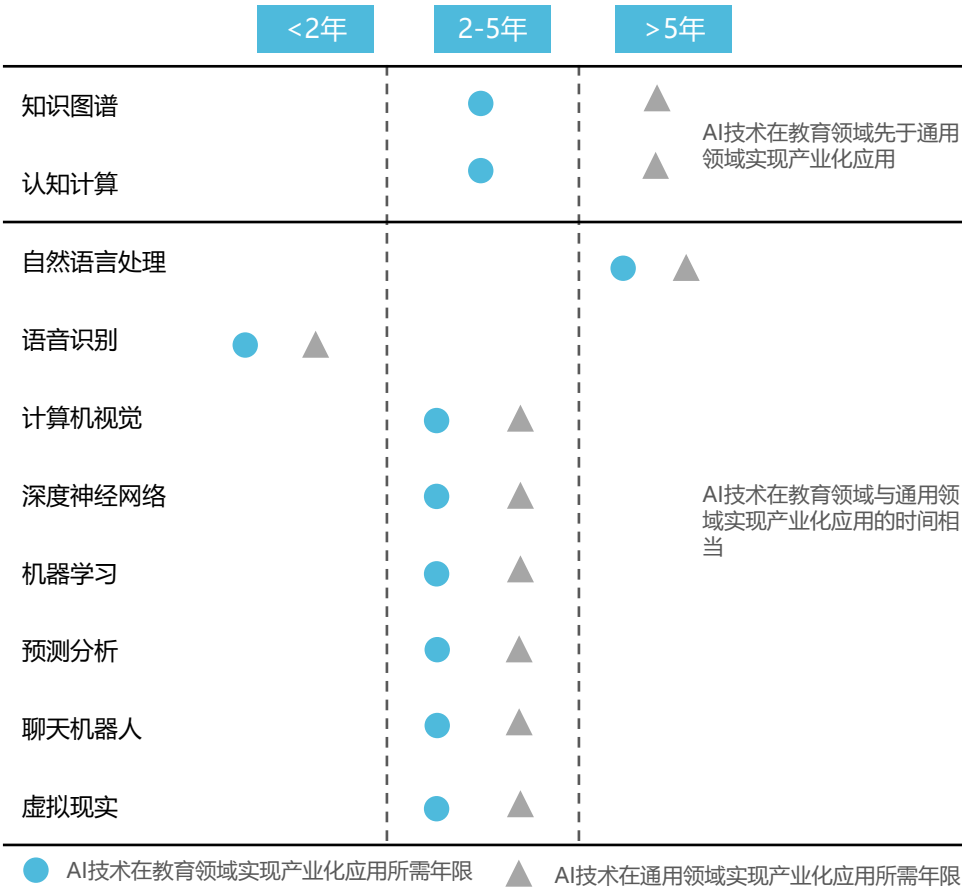 <2年 2-5年 >5年
知识图谱
AI技术在教育领域先于通用
领域实现产业化应用
认知计算
自然语言处理
语音识别
计算机视觉
深度神经网络
AI技术在教育领域与通用领
域实现产业化应用的时间相
当
机器学习
预测分析
聊天机器人
虚拟现实
AI技术在教育领域实现产业化应用所需年限 AI技术在通用领域实现产业化应用所需年限